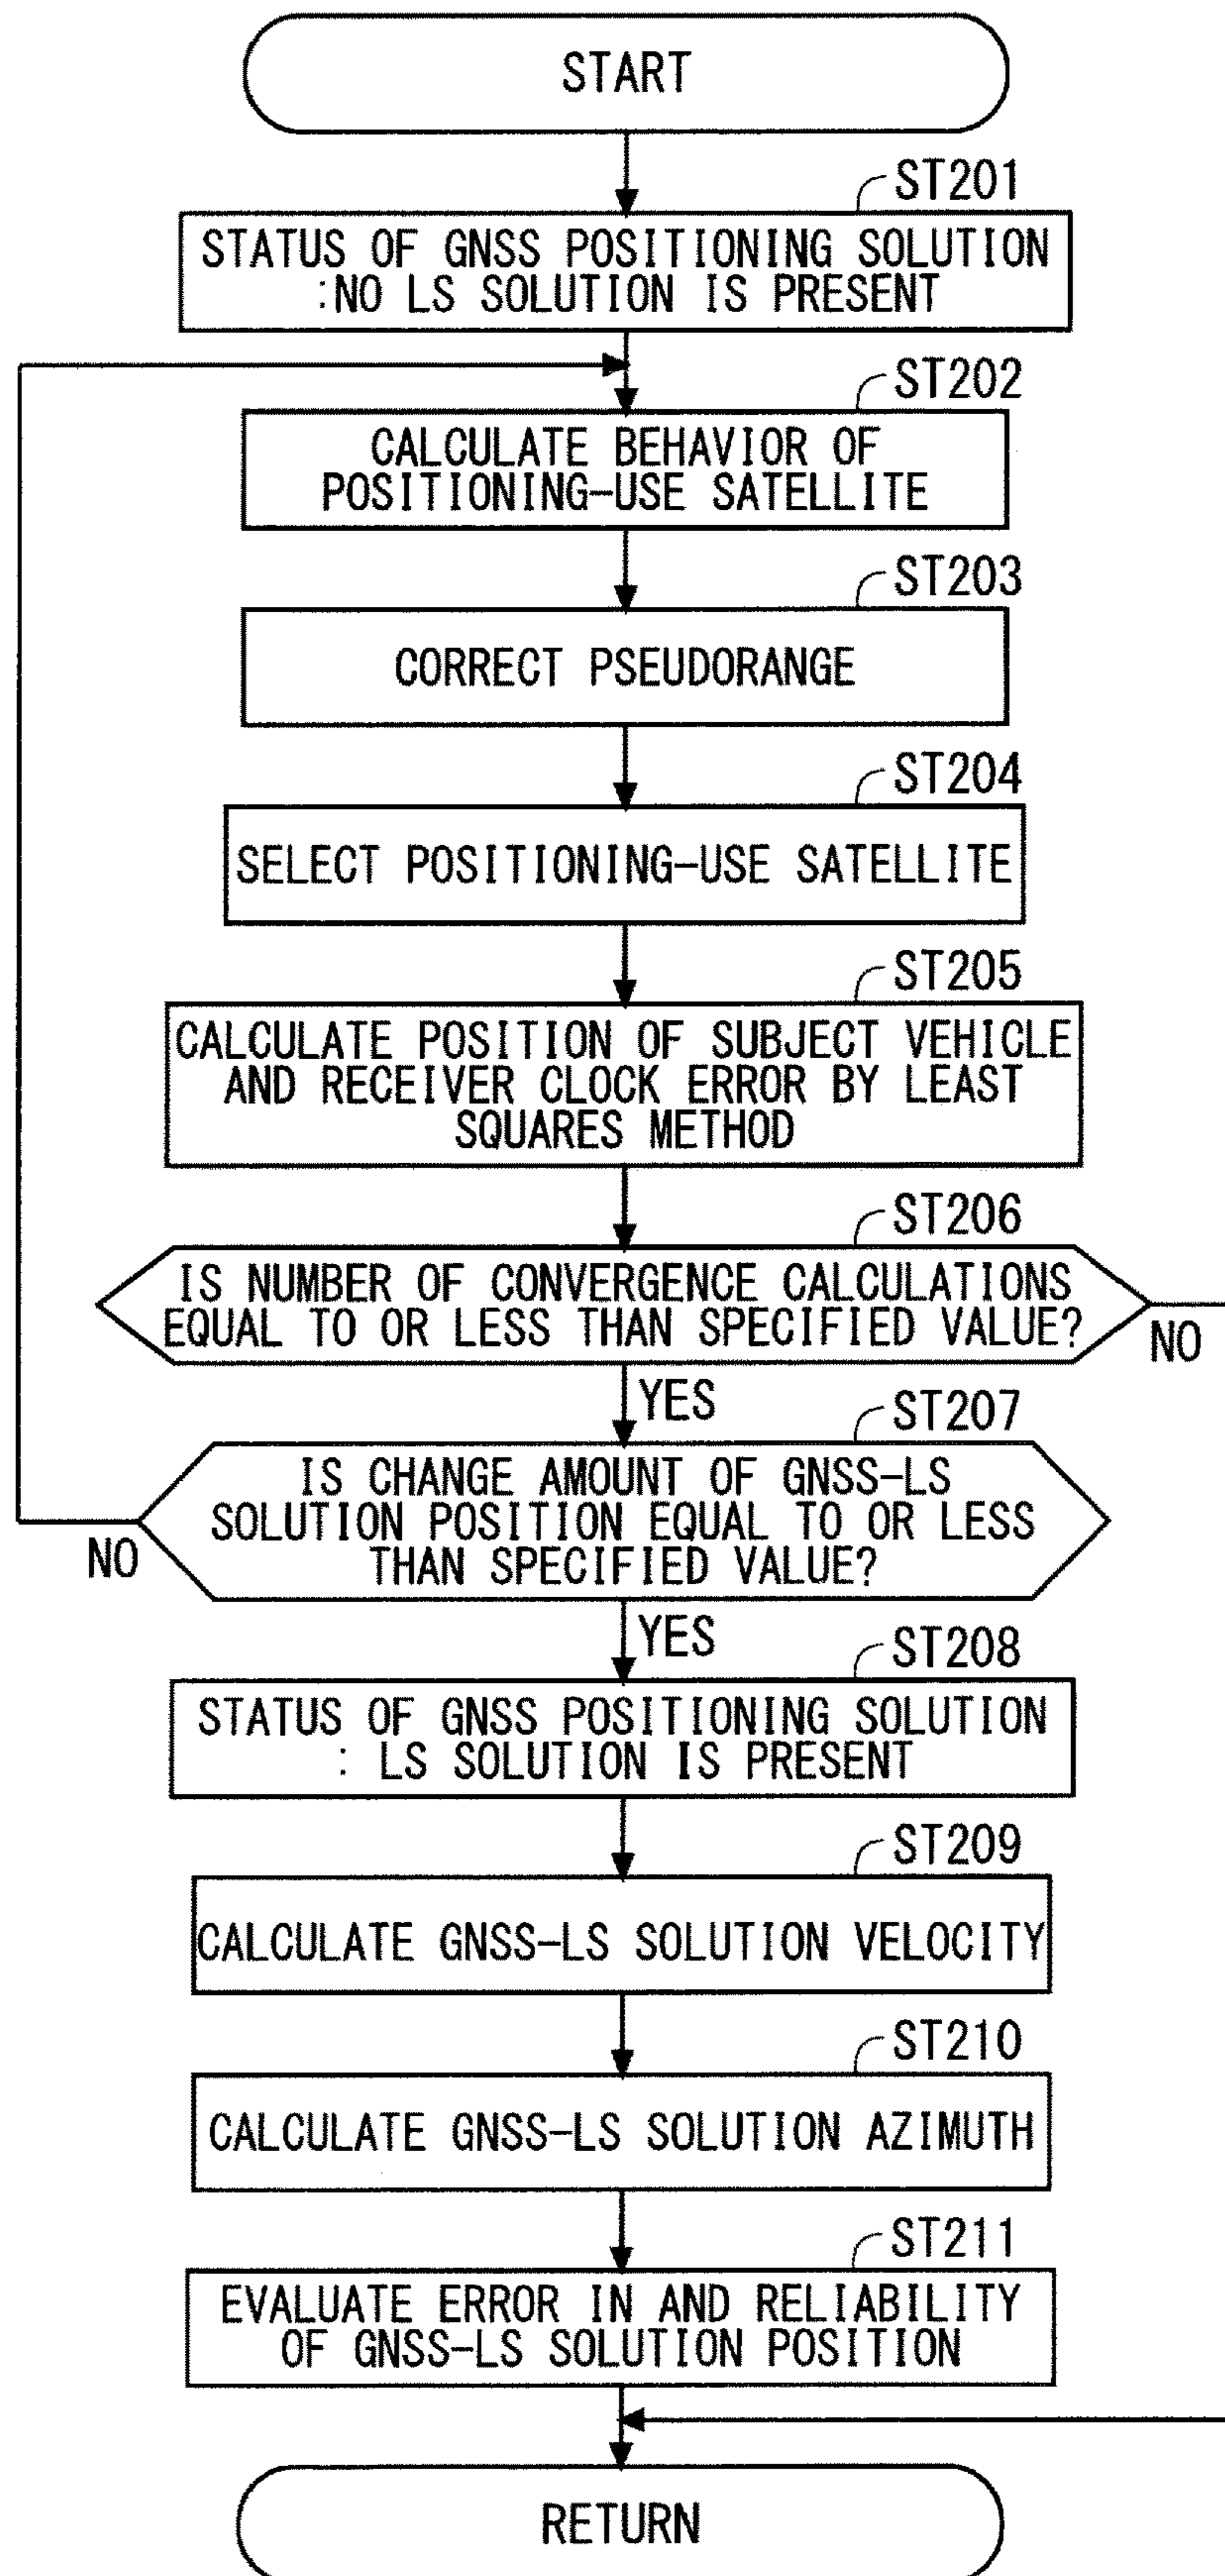 START
ST201
STATUS OF GNSS POSITIONING SOLUTION
:NO LS SOLUTION IS PRESENT
ST202
CALCULATE BEHAVIOR OF
POSITIONING-USE SATELLITE
ST203
CORRECT PSEUDORANGE
ST204
SELECT POSITIONING-USE SATELLITE
ST205
CALCULATE POSITION OF SUBJECT VEHICLE
AND RECEIVER CLOCK ERROR BY LEAST
SQUARES METHOD
ST206
IS NUMBER OF CONVERGENCE CALCULATIONS
EQUAL TO OR LESS THAN SPECIFIED VALUE?
NO
YES
ST207
IS CHANGE AMOUNT OF GNSS-LS
SOLUTION POSITION EQUAL TO OR LESS
THAN SPECIFIED VALUE?
NO
YES
ST208
STATUS OF GNSS POSITIONING SOLUTION
: LS SOLUTION IS PRESENT
ST209
CALCULATE GNSS-LS SOLUTION VELOCITY
ST210
CALCULATE GNSS-LS SOLUTION AZIMUTH
ST211
EVALUATE ERROR IN AND RELIABILITY
OF GNSS-LS SOLUTION POSITION
RETURN